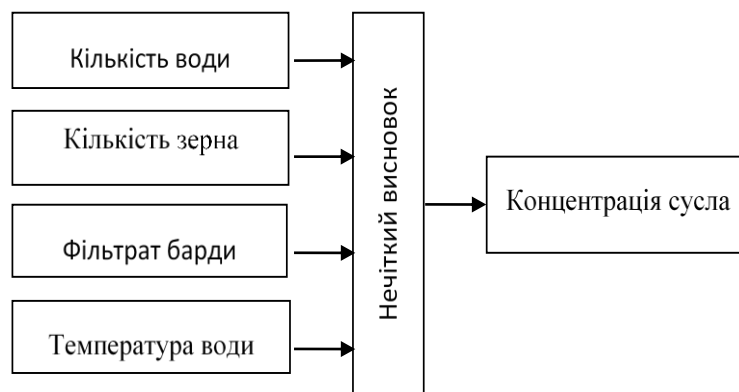 Кількість води
Кількість зерна
Фільтрат барди
Температура води
Нечіткий висновок
Концентрація сусла